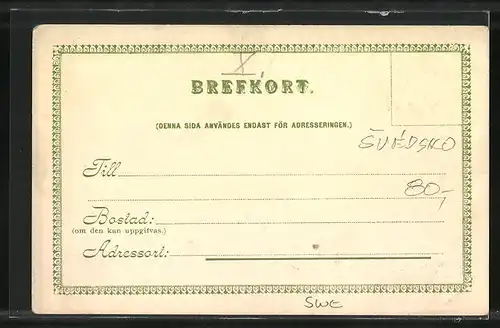 X
BREFKORT.
(DENNA SIDA ANVÄNDES ENDAST FÖR ADRESSERINGEN.)
ŠVÉDSKO
Till
80,-
Bostad:
(om den kan uppgifvas.)
Adressort:
SWE